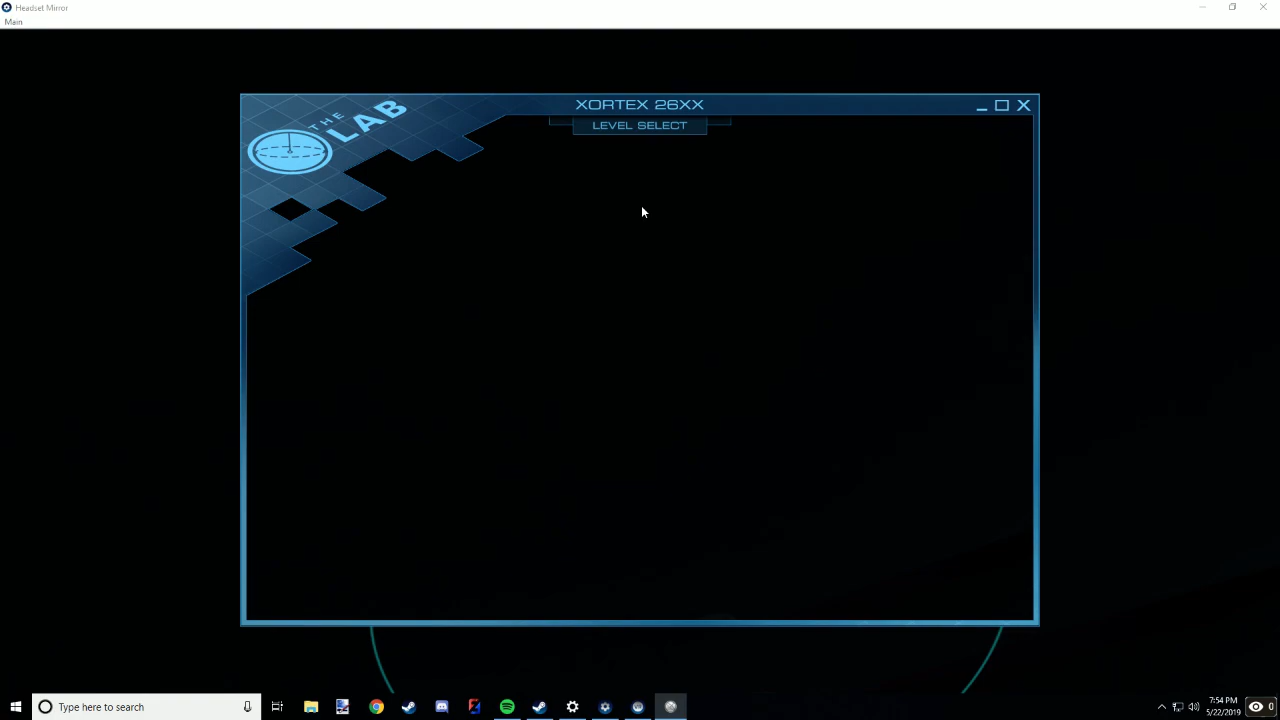 Headset Mirror
Main
XORTEX 26XX
THE
LAB
LEVEL SELECT
Type here to search
7:54 PM
5/22/2019
0